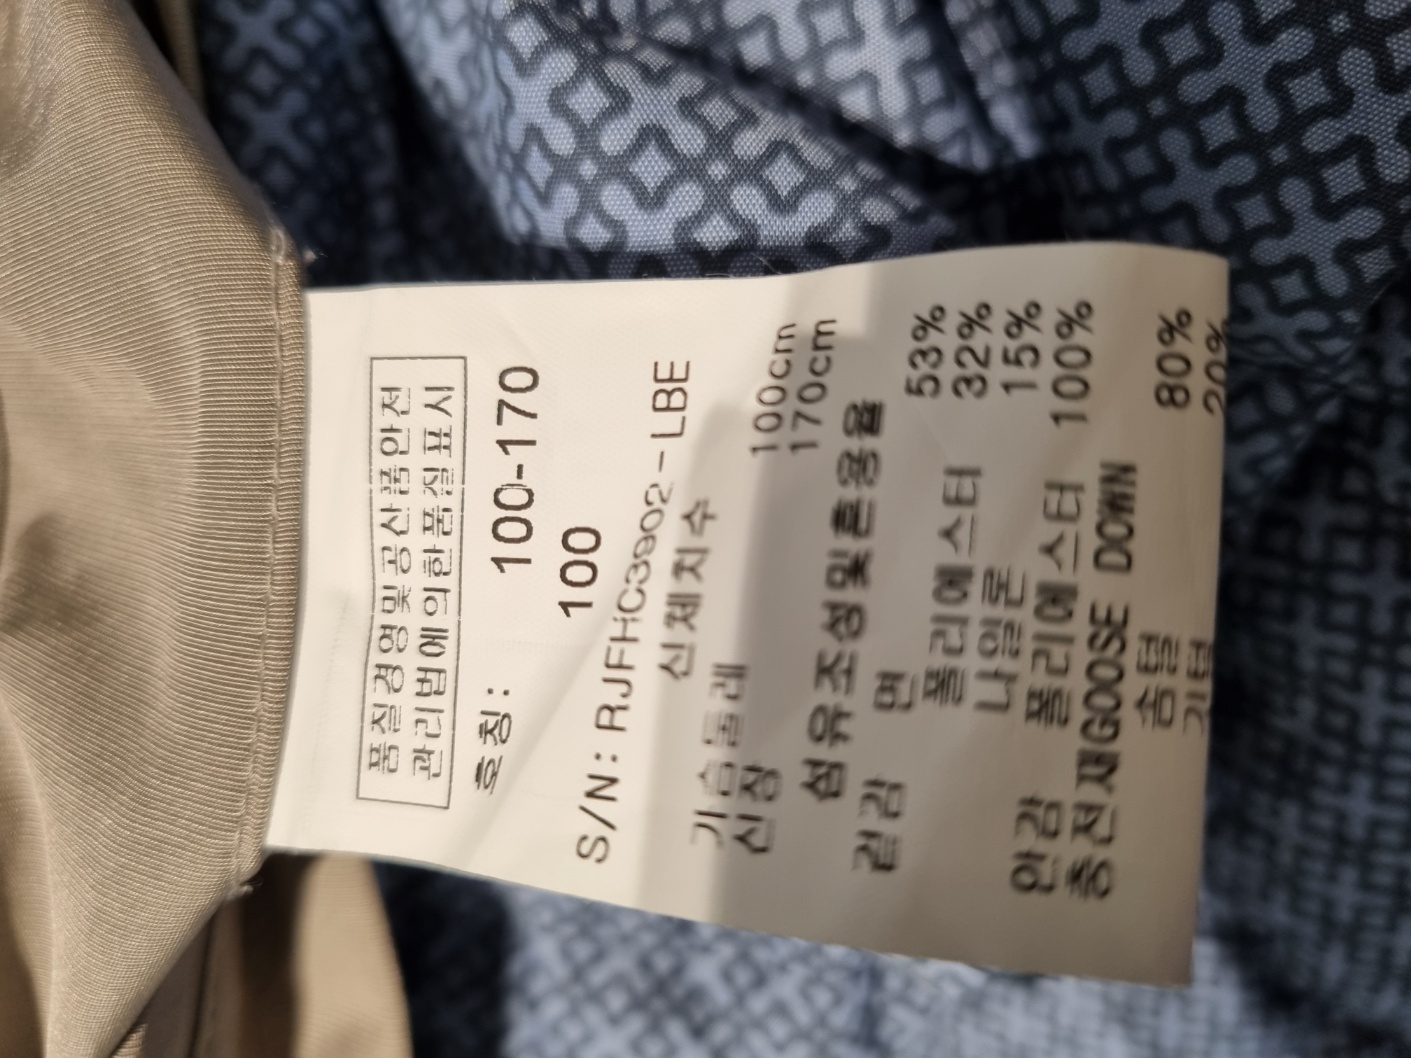 품질경영및공산품안전
관리법에의한품질표시
호칭: 100-170
100
S/N: RJFHC3902-LBE
신체치수
가슴둘레 100cm
신장 170cm
섬유조성및혼용율
겉감 면 53%
폴리에스터 32%
나일론 15%
안감 폴리에스터 100%
충전재GOOSE DOWN
솜털 80%
깃털 20%